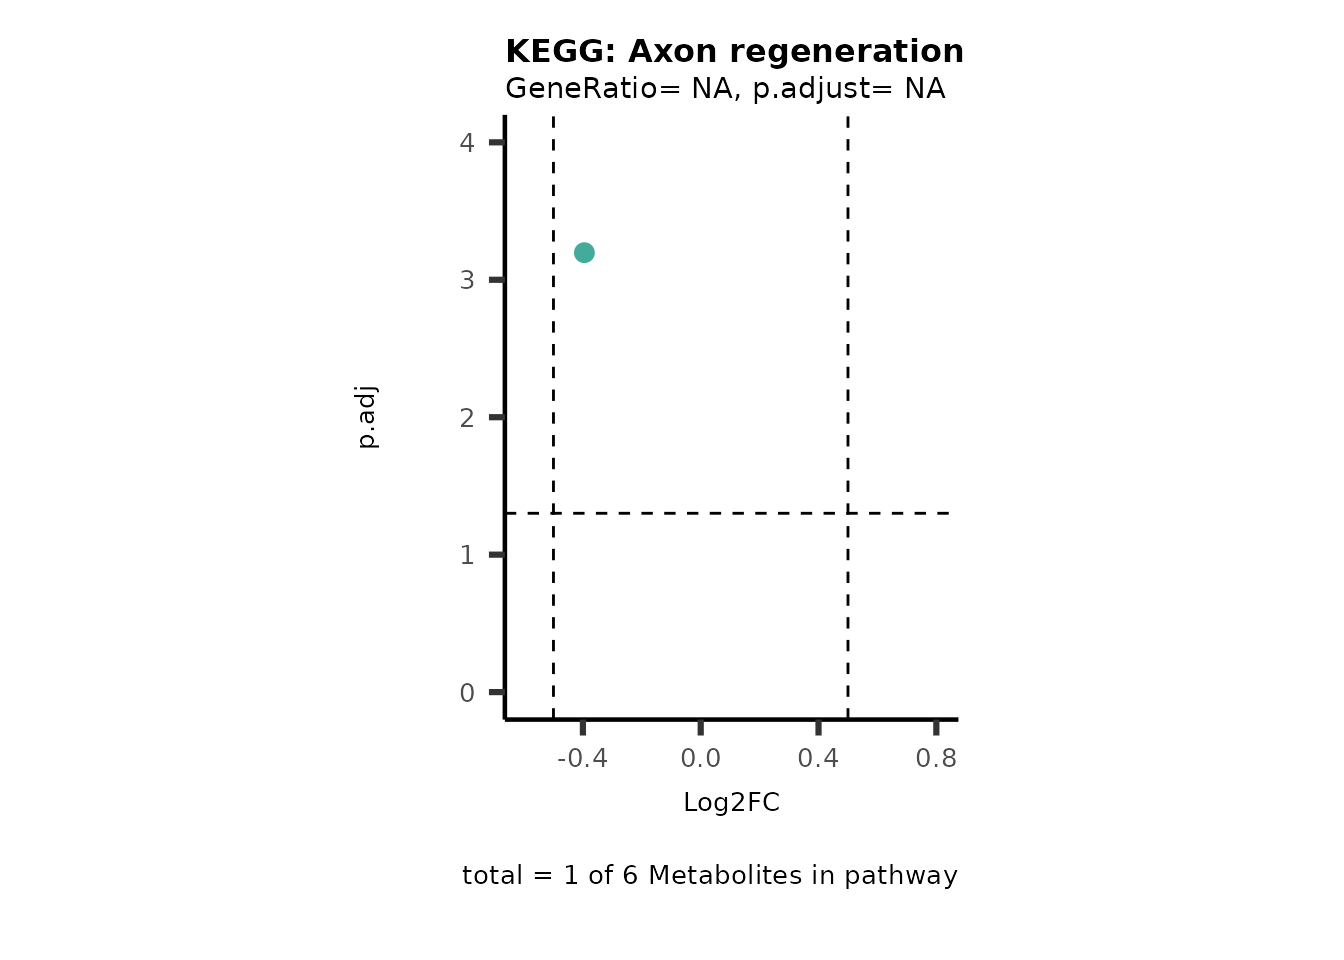 KEGG: Axon regeneration
GeneRatio= NA, p.adjust= NA
4
3
2
1
0
p.adj
-0.4 0.0 0.4 0.8
Log2FC
total = 1 of 6 Metabolites in pathway